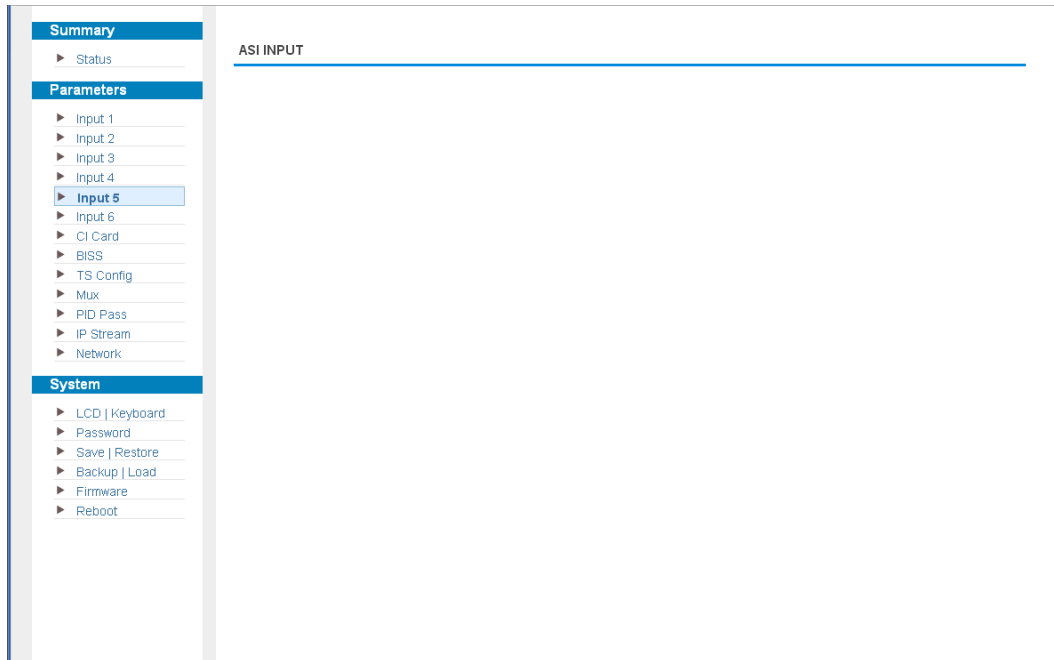 Summary
Status
Parameters
Input 1
Input 2
Input 3
Input 4
Input 5
Input 6
CI Card
BISS
TS Config
Mux
PID Pass
IP Stream
Network
System
LCD | Keyboard
Password
Save | Restore
Backup | Load
Firmware
Reboot
ASI INPUT